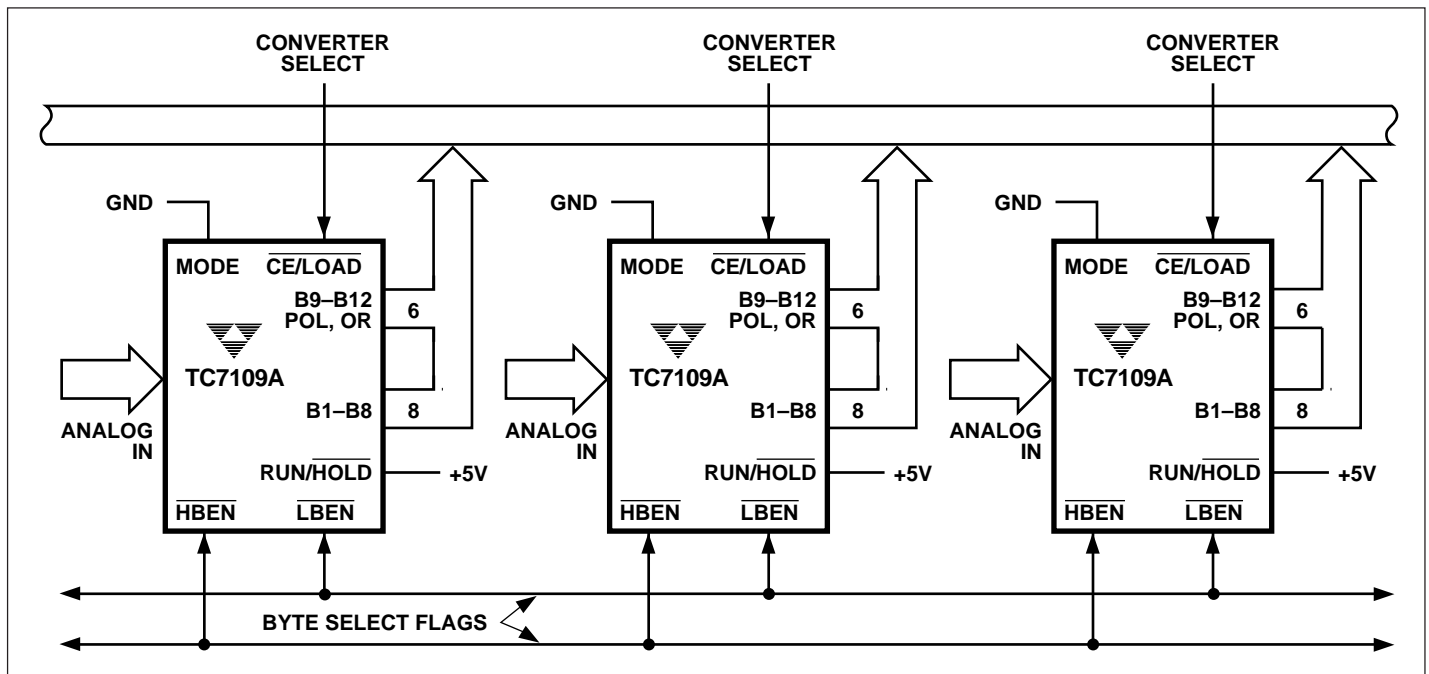 CONVERTER
SELECT
CONVERTER
SELECT
CONVERTER
SELECT
GND
MODE
CE/LOAD
B9–B12
POL, OR
6
TC7109A
ANALOG
IN
B1–B8
8
RUN/HOLD
+5V
HBEN
LBEN
GND
MODE
CE/LOAD
B9–B12
POL, OR
6
TC7109A
ANALOG
IN
B1–B8
8
RUN/HOLD
+5V
HBEN
LBEN
GND
MODE
CE/LOAD
B9–B12
POL, OR
6
TC7109A
ANALOG
IN
B1–B8
8
RUN/HOLD
+5V
HBEN
LBEN
BYTE SELECT FLAGS